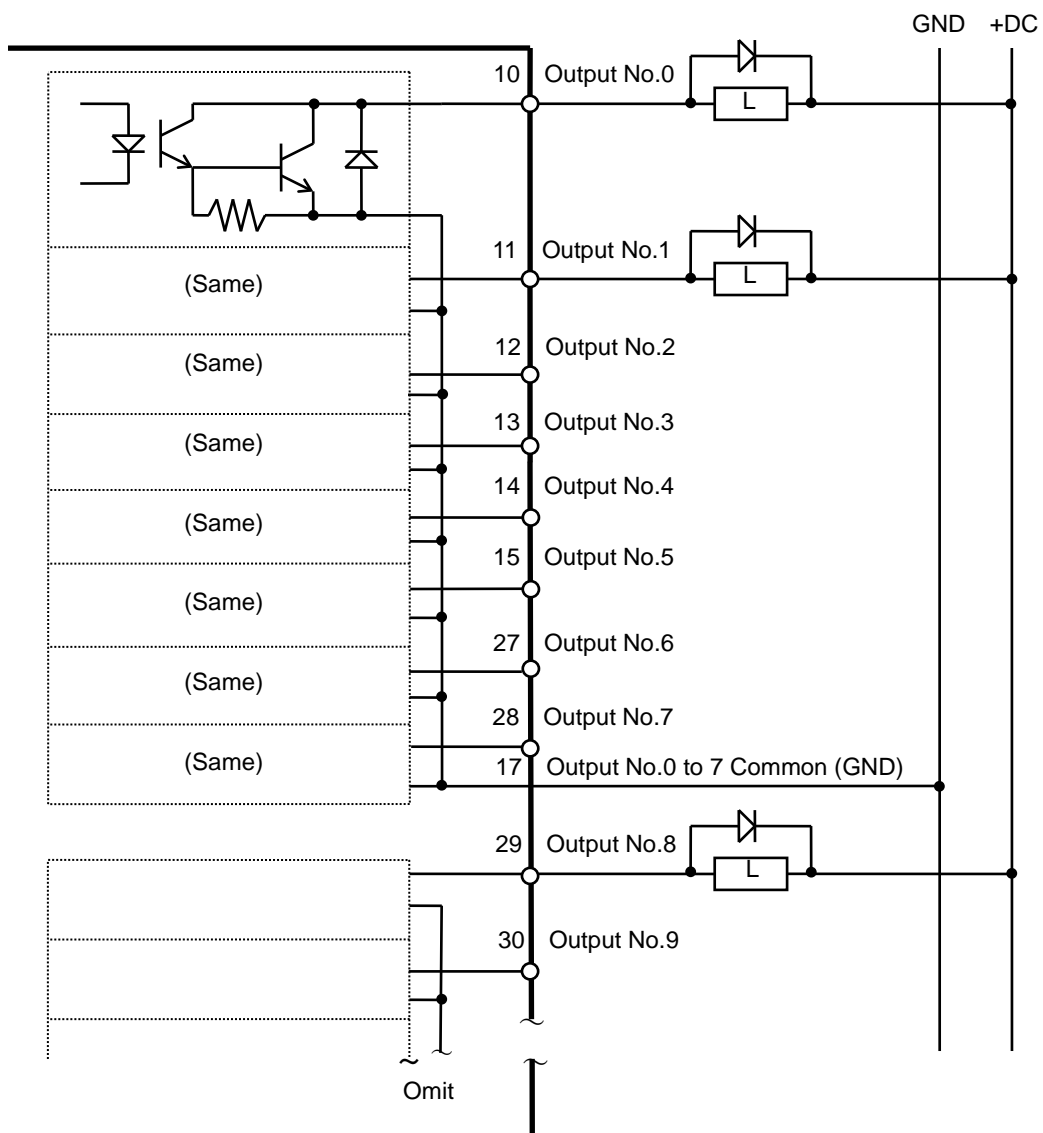 GND +DC
10 Output No.0
L
11 Output No.1
(Same)
L
12 Output No.2
(Same)
13 Output No.3
(Same)
14 Output No.4
(Same)
15 Output No.5
(Same)
27 Output No.6
(Same)
28 Output No.7
(Same)
17 Output No.0 to 7 Common (GND)
29 Output No.8
L
30 Output No.9
Omit